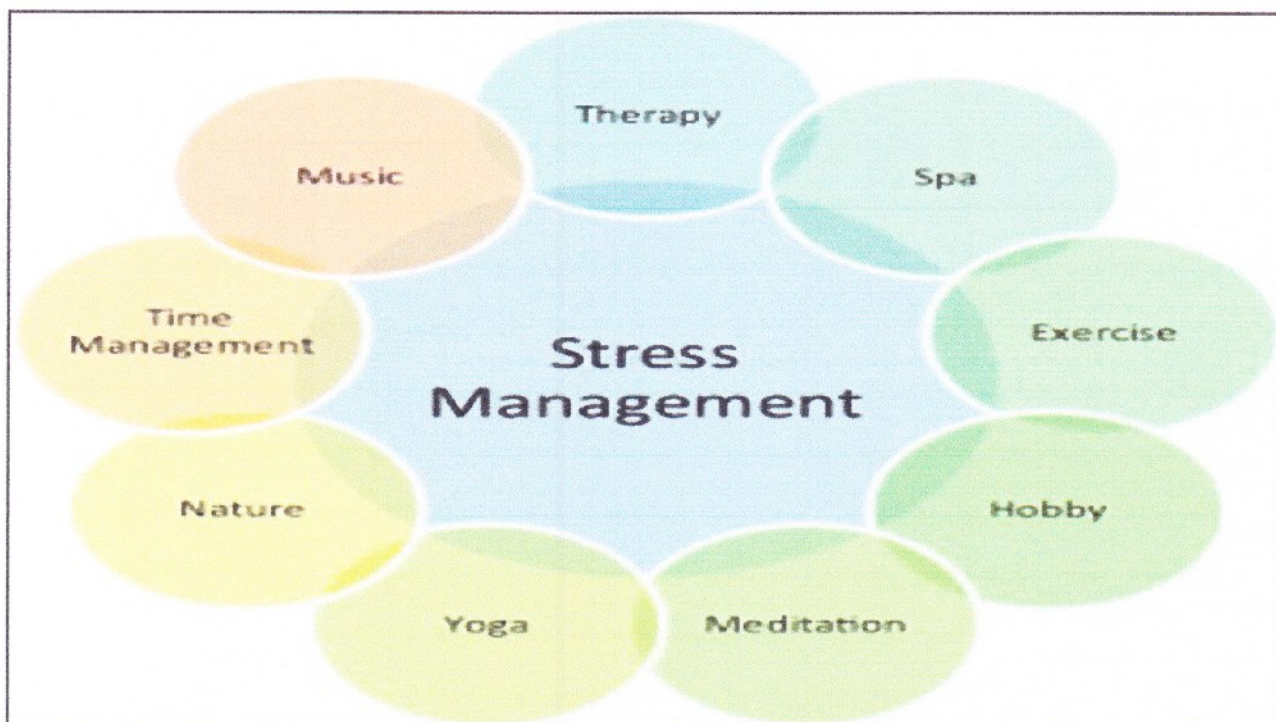 Therapy
Spa
Exercise
Hobby
Meditation
Yoga
Nature
Time
Management
Music
Stress
Management